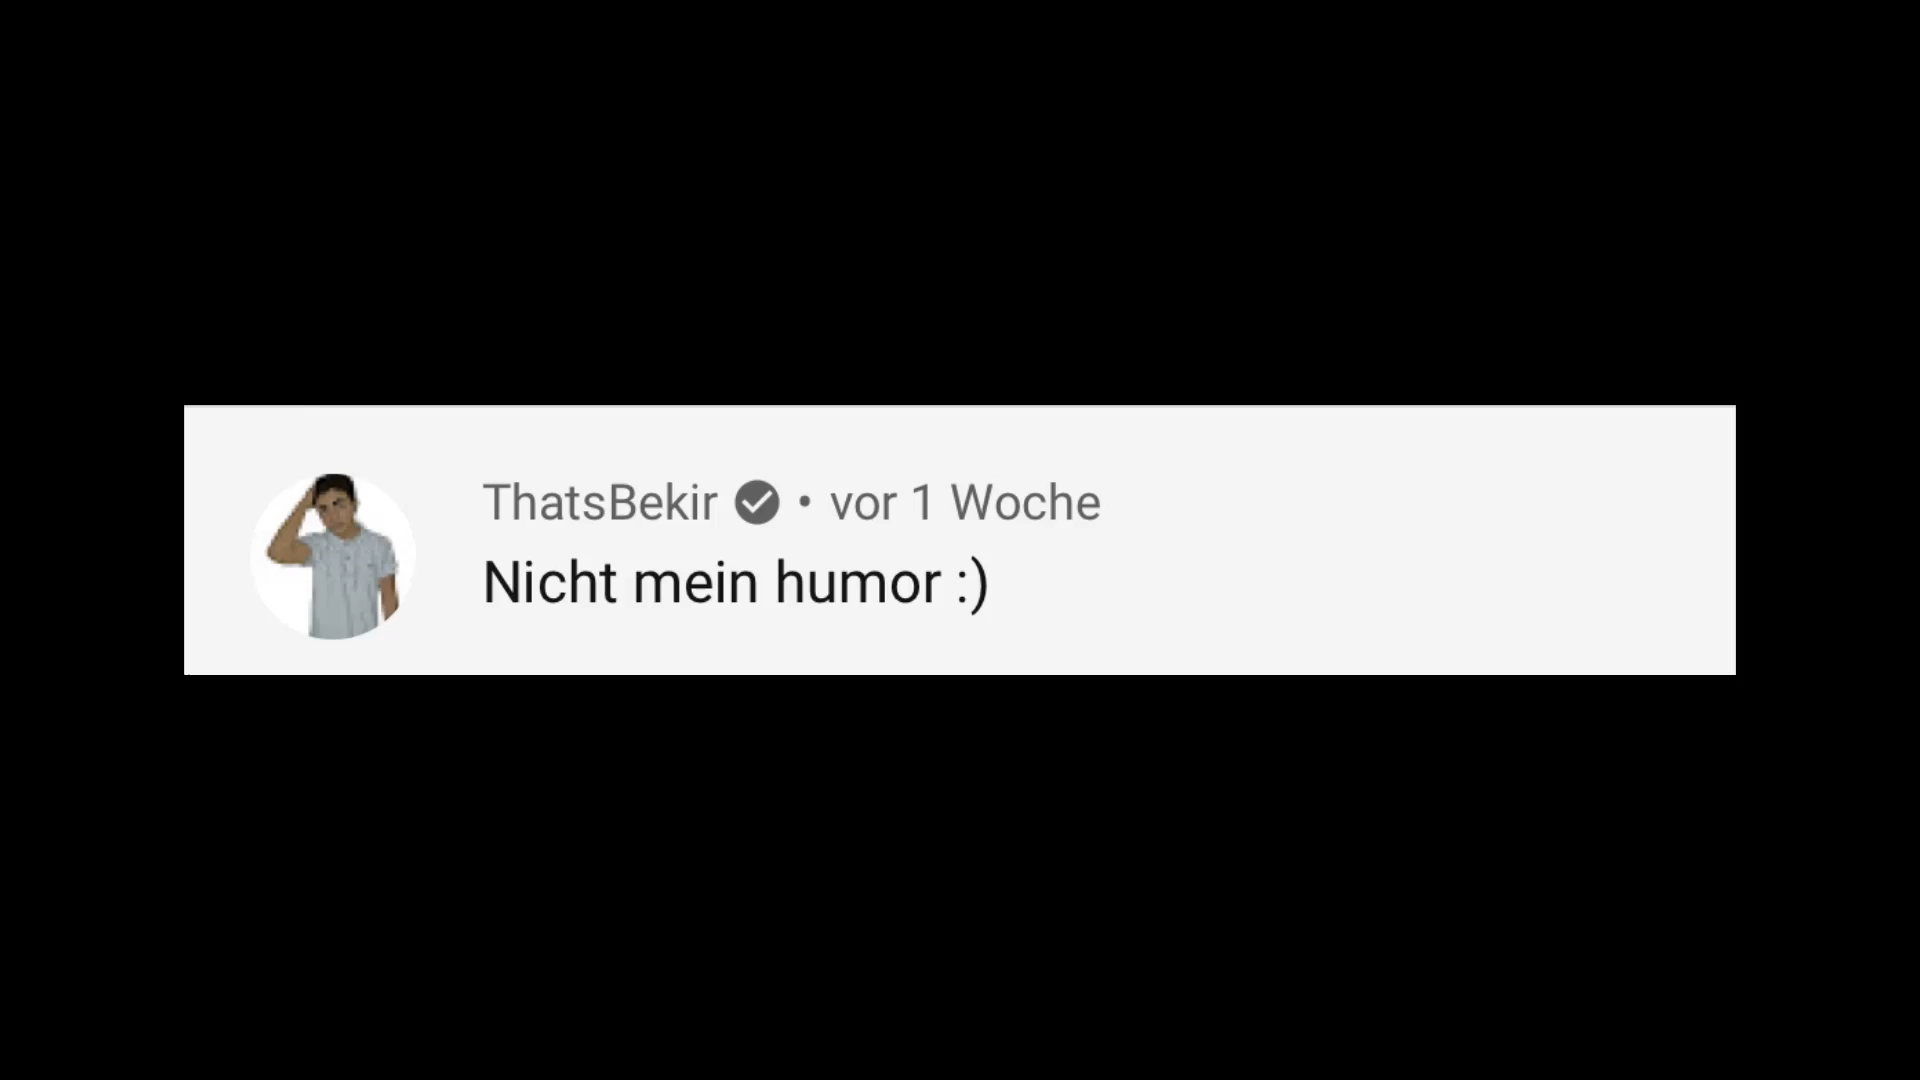 ThatsBekir • vor 1 Woche
Nicht mein humor :)